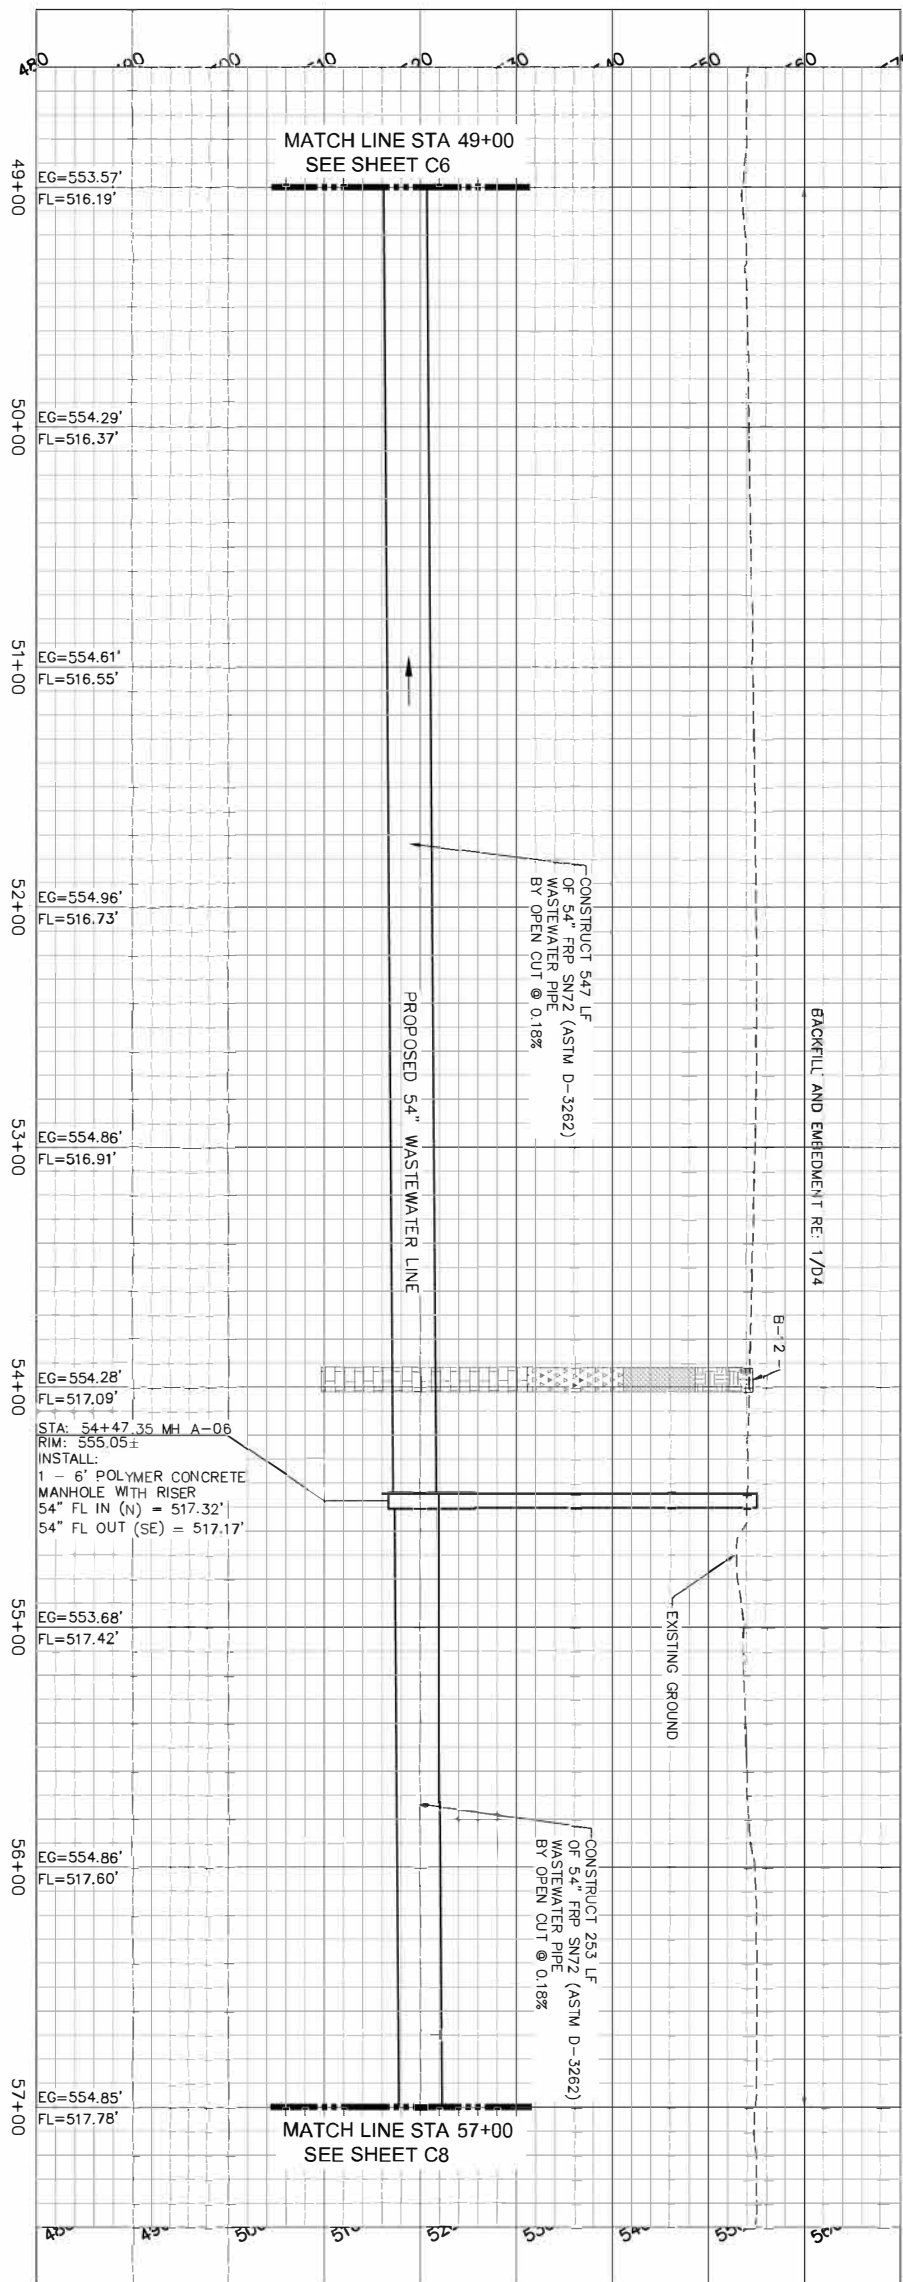 MATCH LINE STA 49+00
SEE SHEET C6
49+00
EG=553.57'
FL=516.19'
50+00
EG=554.29'
FL=516.37'
51+00
EG=554.61'
FL=516.55'
CONSTRUCT 547 LF
OF 54" FRP SN72 (ASTM D-3262)
WASTEWATER PIPE
BY OPEN CUT @ 0.18%
52+00
EG=554.96'
FL=516.73'
PROPOSED 54" WASTEWATER LINE
BACKFILL AND EMBEDMENT RE: 1/D4
53+00
EG=554.86'
FL=516.91'
B-12
54+00
EG=554.28'
FL=517.09'
STA: 54+47.35 MH A-06
RIM: 555.05±
INSTALL:
1 - 6' POLYMER CONCRETE
MANHOLE WITH RISER
54" FL IN (N) = 517.32'
54" FL OUT (SE) = 517.17'
EXISTING GROUND
55+00
EG=553.68'
FL=517.42'
CONSTRUCT 253 LF
OF 54" FRP SN72 (ASTM D-3262)
WASTEWATER PIPE
BY OPEN CUT @ 0.18%
56+00
EG=554.86'
FL=517.60'
57+00
EG=554.85'
FL=517.78'
MATCH LINE STA 57+00
SEE SHEET C8